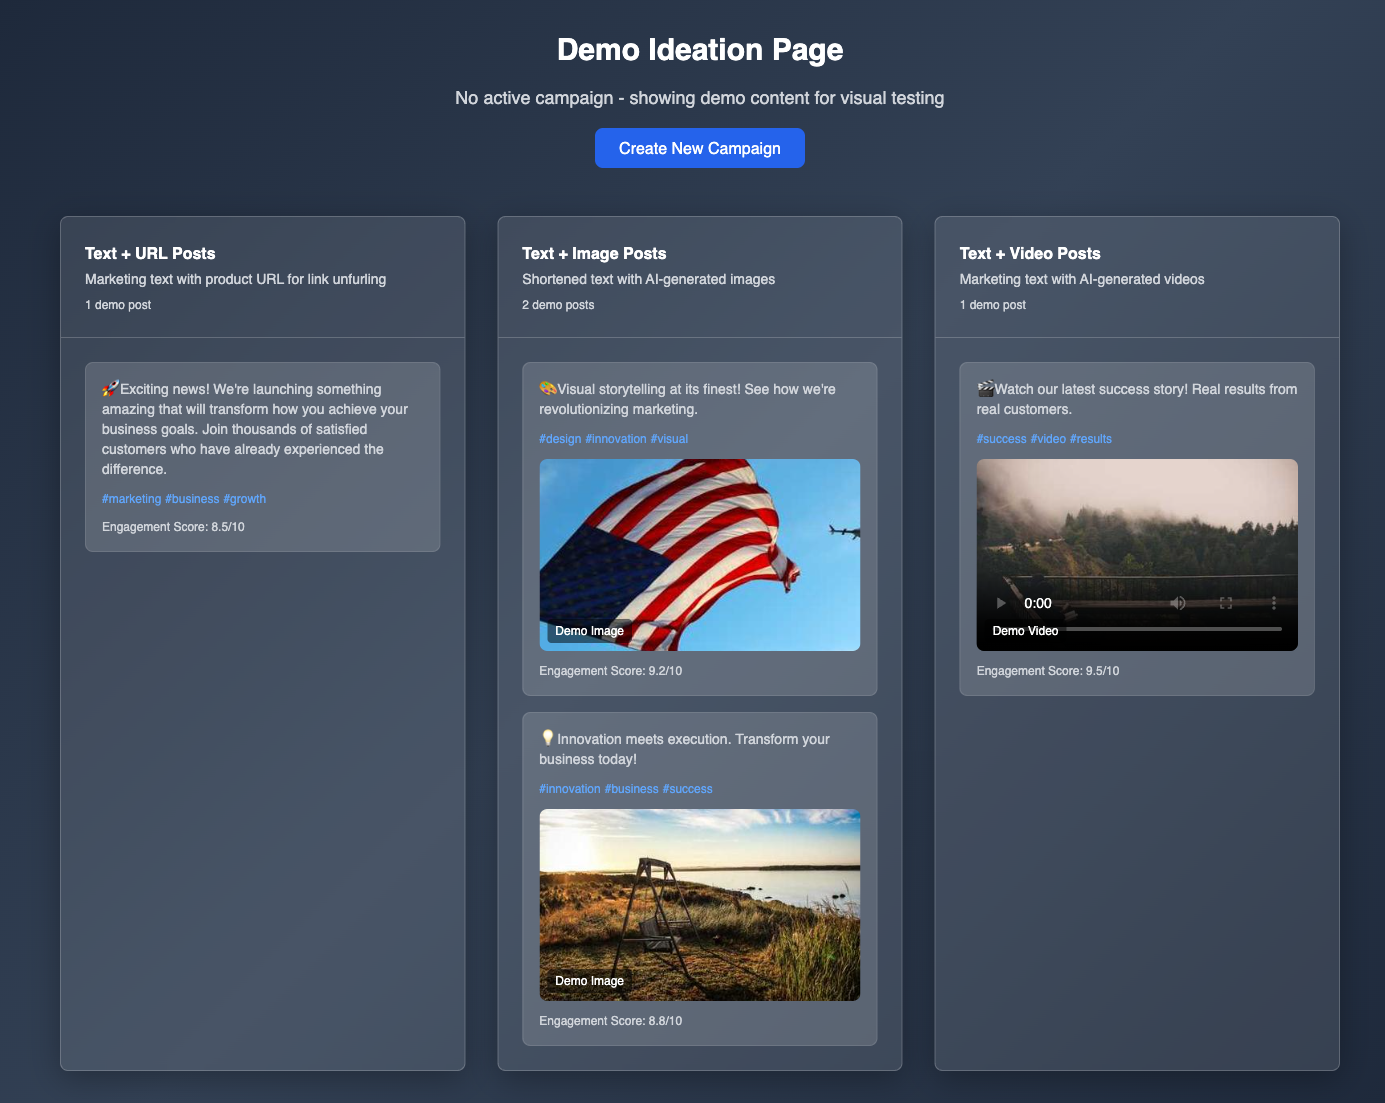 Demo Ideation Page
No active campaign - showing demo content for visual testing
Create New Campaign
Text + URL Posts
Marketing text with product URL for link unfurling
1 demo post
🚀Exciting news! We're launching something
amazing that will transform how you achieve your
business goals. Join thousands of satisfied
customers who have already experienced the
difference.
#marketing #business #growth
Engagement Score: 8.5/10
Text + Image Posts
Shortened text with AI-generated images
2 demo posts
🎨Visual storytelling at its finest! See how we're
revolutionizing marketing.
#design #innovation #visual
Demo Image
Engagement Score: 9.2/10
💡Innovation meets execution. Transform your
business today!
#innovation #business #success
Demo Image
Engagement Score: 8.8/10
Text + Video Posts
Marketing text with AI-generated videos
1 demo post
🎬Watch our latest success story! Real results from
real customers.
#success #video #results
0:00
Demo Video
Engagement Score: 9.5/10